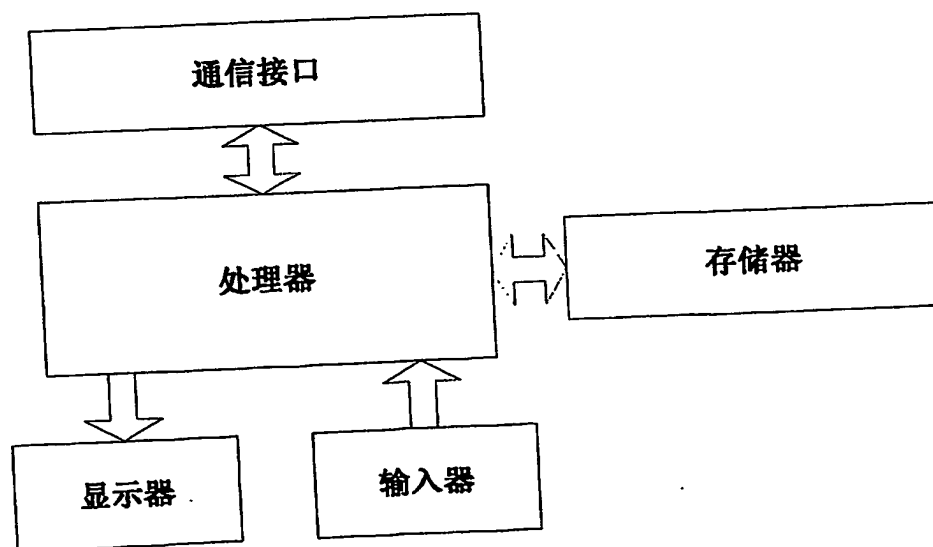 通信接口
处理器
存储器
显示器
输入器